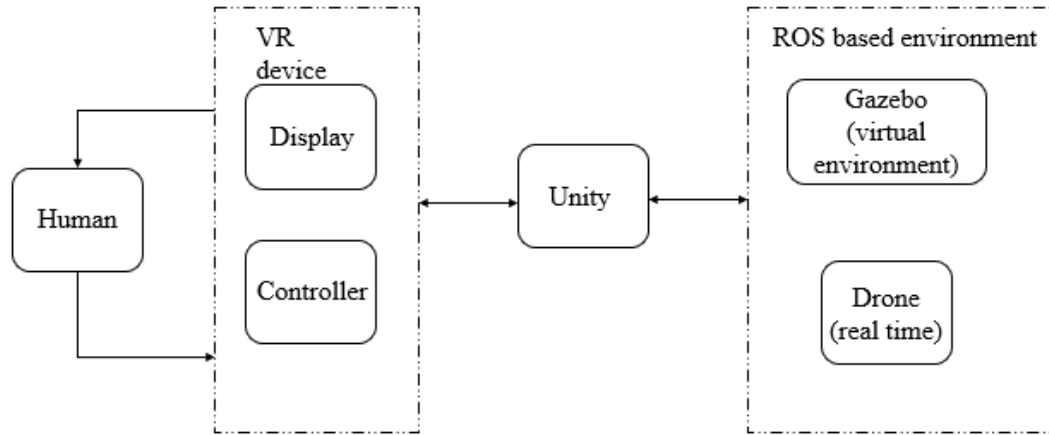 VR
device
Display
Controller
Human
Unity
ROS based environment
Gazebo
(virtual
environment)
Drone
(real time)